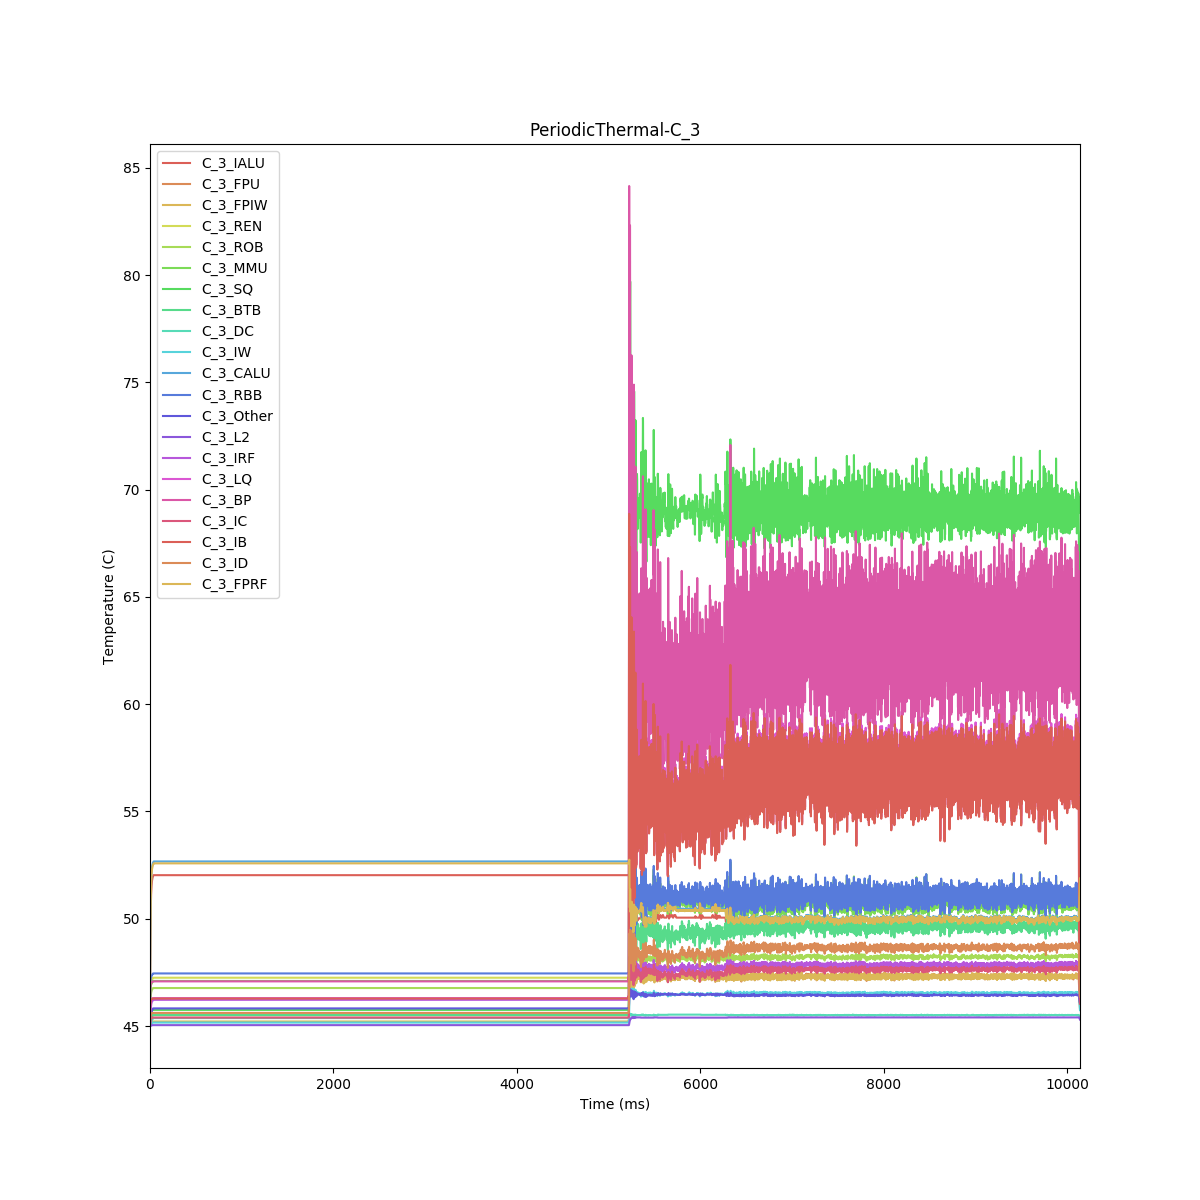 PeriodicThermal-C_3
85
80
75
70
65
60
55
50
45
Temperature (C)
C_3_IALU
C_3_FPU
C_3_FPIW
C_3_REN
C_3_ROB
C_3_MMU
C_3_SQ
C_3_BTB
C_3_DC
C_3_IW
C_3_CALU
C_3_RBB
C_3_Other
C_3_L2
C_3_IRF
C_3_LQ
C_3_BP
C_3_IC
C_3_IB
C_3_ID
C_3_FPRF
0 2000 4000 6000 8000 10000
Time (ms)